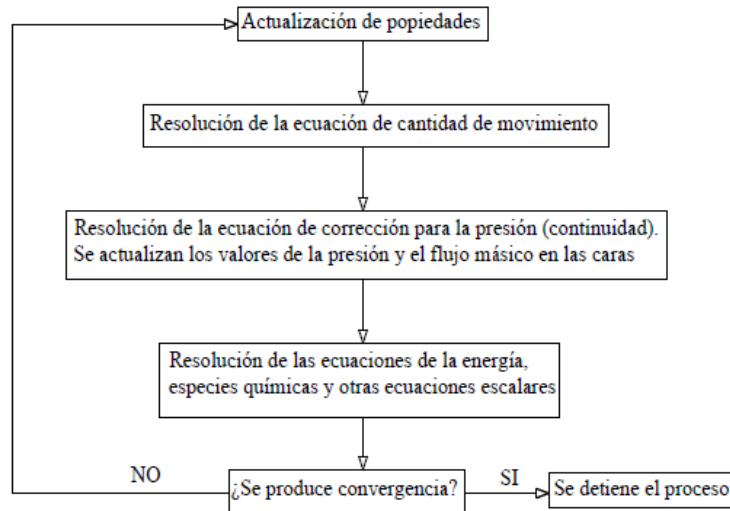 Actualización de popiedades
Resolución de la ecuación de cantidad de movimiento
Resolución de la ecuación de corrección para la presión (continuidad).
Se actualizan los valores de la presión y el flujo másico en las caras
Resolución de las ecuaciones de la energía,
especies químicas y otras ecuaciones escalares
NO
¿Se produce convergencia?
SI
Se detiene el proceso